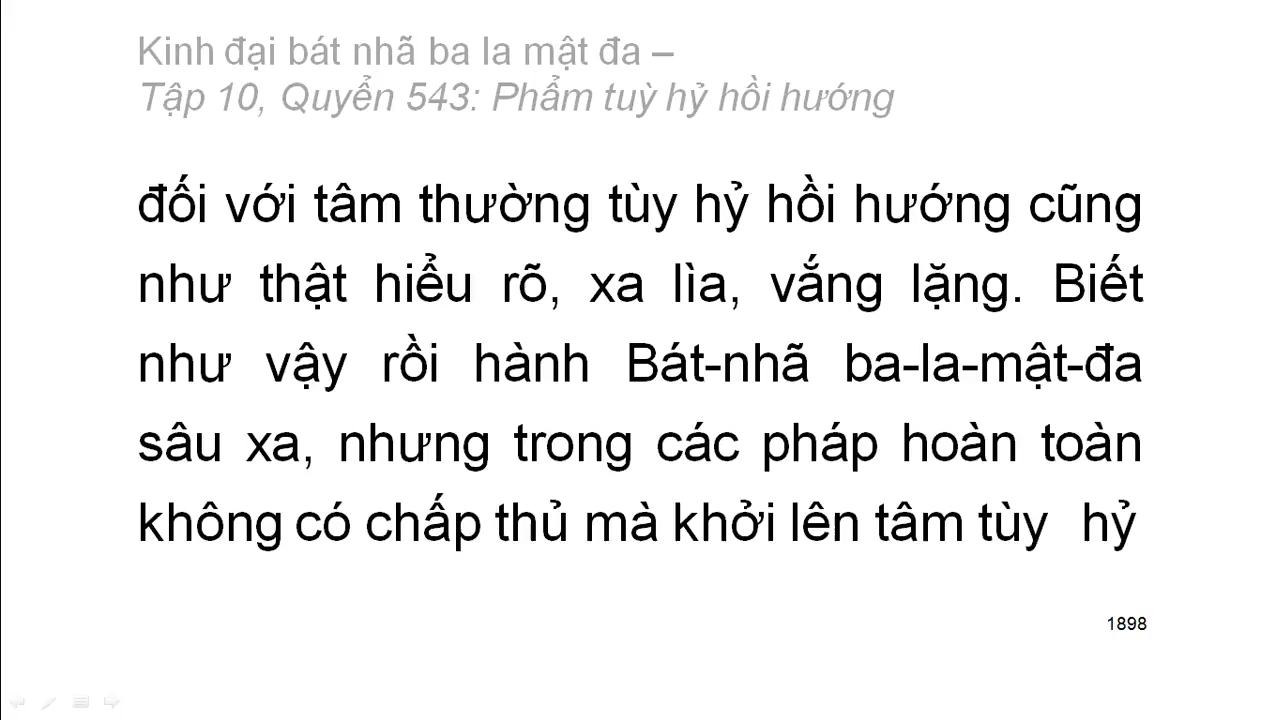 Kinh đại bát nhã ba la mật đa –
Tập 10, Quyển 543: Phẩm tuỳ hỷ hồi hướng
đối với tâm thường tùy hỷ hồi hướng cũng
như thật hiểu rõ, xa lìa, vắng lặng. Biết
như vậy rồi hành Bát-nhã ba-la-mật-đa
sâu xa, nhưng trong các pháp hoàn toàn
không có chấp thủ mà khởi lên tâm tùy hỷ
1898